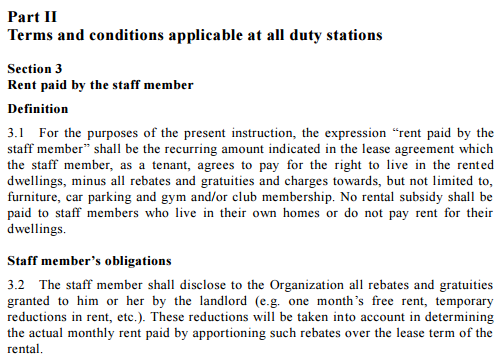 Part II
Terms and conditions applicable at all duty stations
Section 3
Rent paid by the staff member
Definition
3.1 For the purposes of the present instruction, the expression “rent paid by the
staff member” shall be the recurring amount indicated in the lease agreement which
the staff member, as a tenant, agrees to pay for the right to live in the rented
dwellings, minus all rebates and gratuities and charges towards, but not limited to,
furniture, car parking and gym and/or club membership. No rental subsidy shall be
paid to staff members who live in their own homes or do not pay rent for their
dwellings.
Staff member’s obligations
3.2 The staff member shall disclose to the Organization all rebates and gratuities
granted to him or her by the landlord (e.g. one month’s free rent, temporary
reductions in rent, etc.). These reductions will be taken into account in determining
the actual monthly rent paid by apportioning such rebates over the lease term of the
rental.